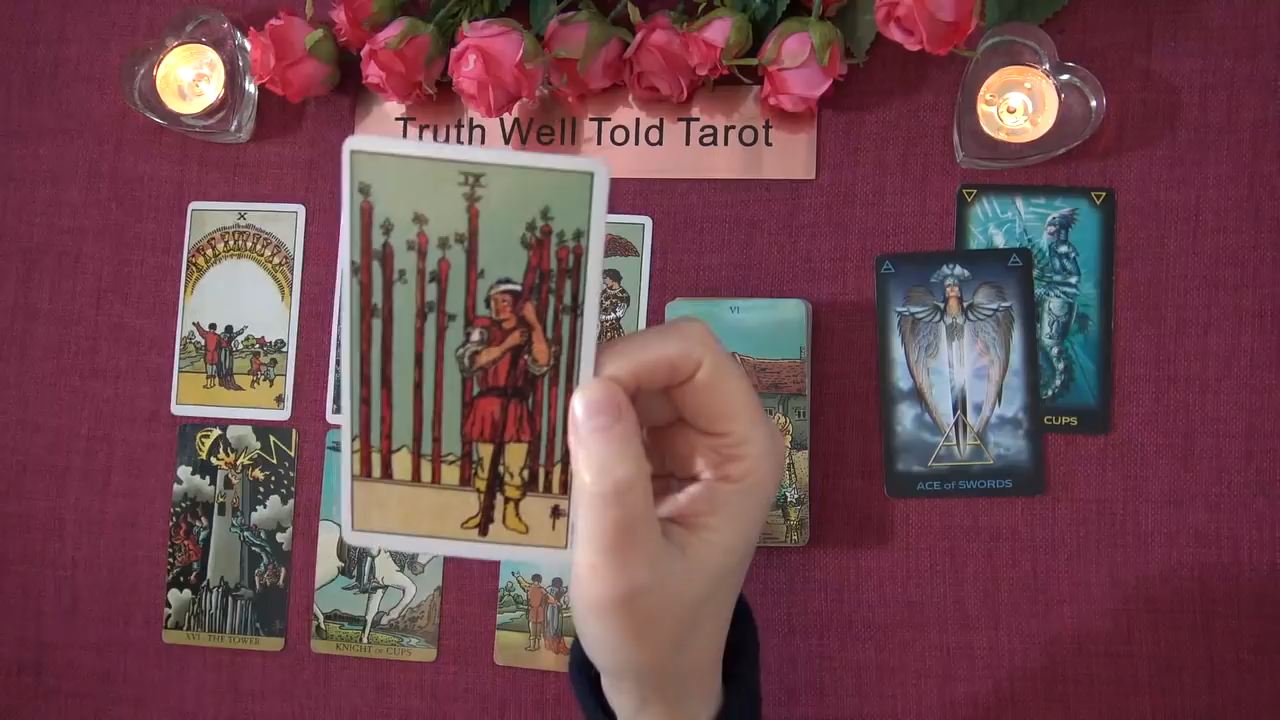 Truth Well Told Tarot
IX
X
VI
CUPS
ACE of SWORDS
XVI · THE TOWER
KNIGHT OF CUPS